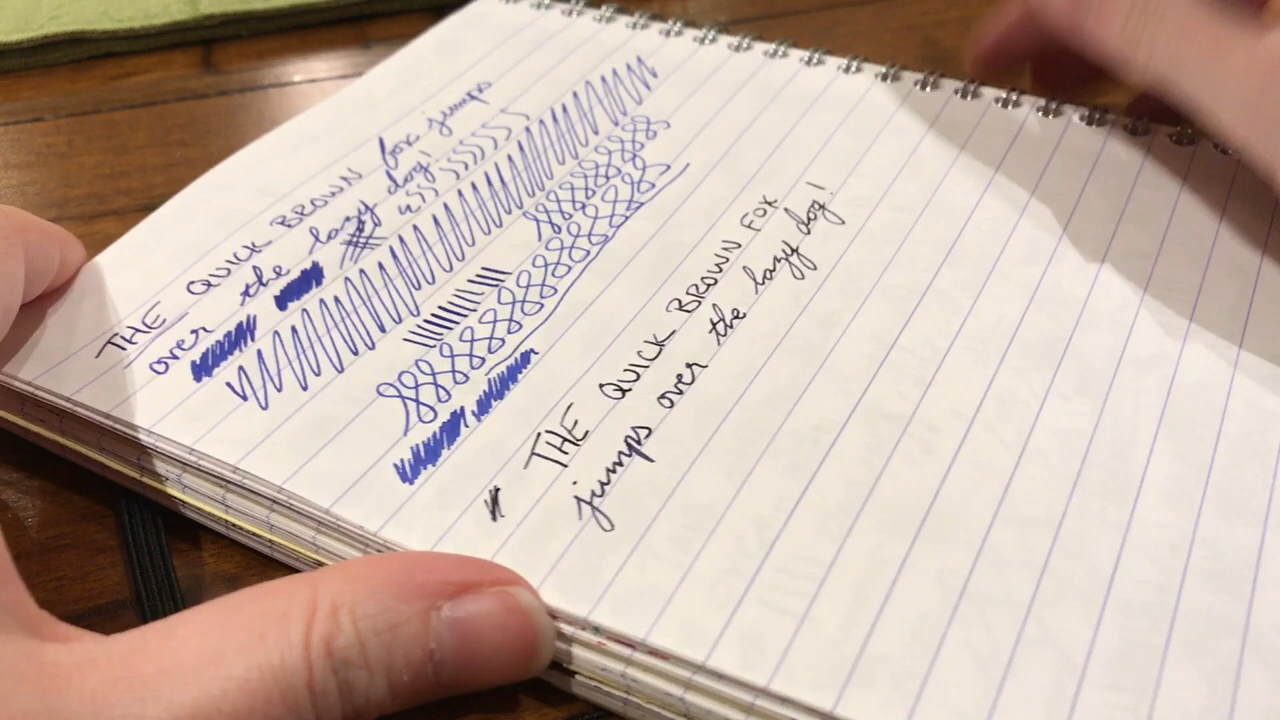 THE QUICK BROWN fox jumps
over the lazy dog!
THE QUICK BROWN FOX
jumps over the lazy dog!